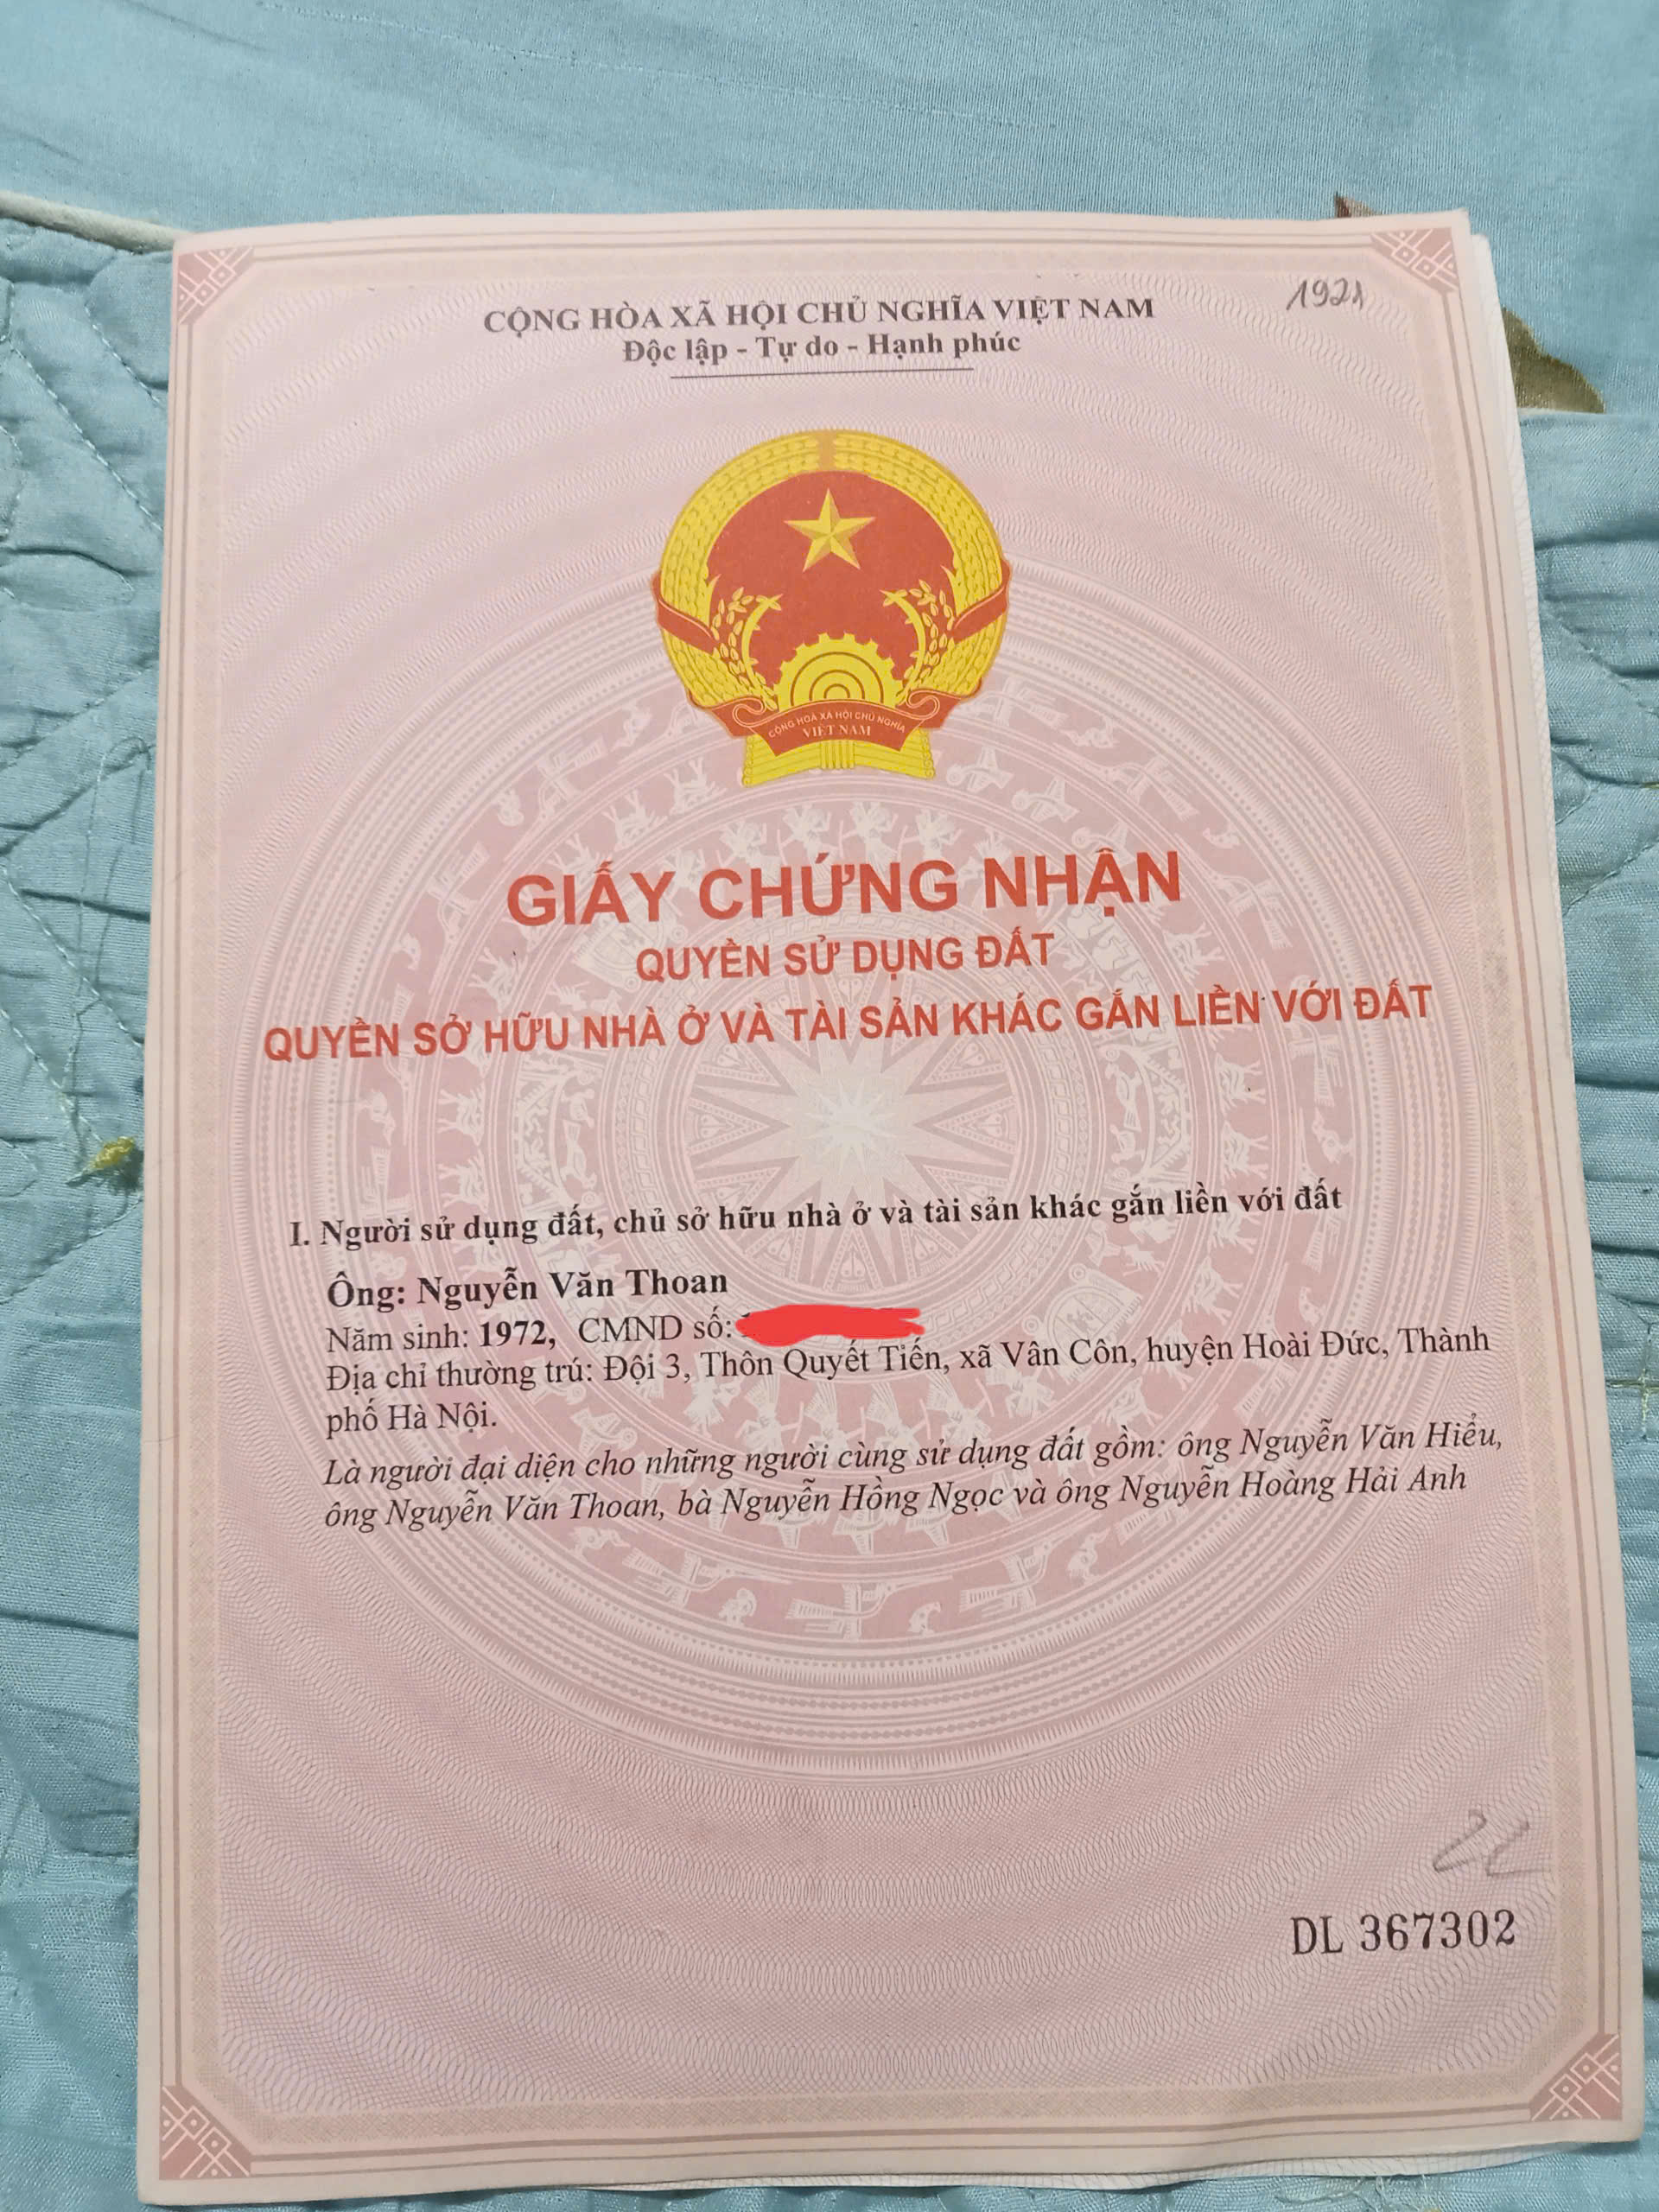 1921
CỘNG HÒA XÃ HỘI CHỦ NGHĨA VIỆT NAM
Độc lập - Tự do - Hạnh phúc
CỘNG HOÀ XÃ HỘI CHỦ NGHĨA
VIỆT NAM
GIẤY CHỨNG NHẬN
QUYỀN SỬ DỤNG ĐẤT
QUYỀN SỞ HỮU NHÀ Ở VÀ TÀI SẢN KHÁC GẮN LIỀN VỚI ĐẤT
I. Người sử dụng đất, chủ sở hữu nhà ở và tài sản khác gắn liền với đất
Ông: Nguyễn Văn Thoan
Năm sinh: 1972, CMND số:
Địa chỉ thường trú: Đội 3, Thôn Quyết Tiến, xã Vân Côn, huyện Hoài Đức, Thành
phố Hà Nội.
Là người đại diện cho những người cùng sử dụng đất gồm: ông Nguyễn Văn Hiểu,
ông Nguyễn Văn Thoan, bà Nguyễn Hồng Ngọc và ông Nguyễn Hoàng Hải Anh
DL 367302